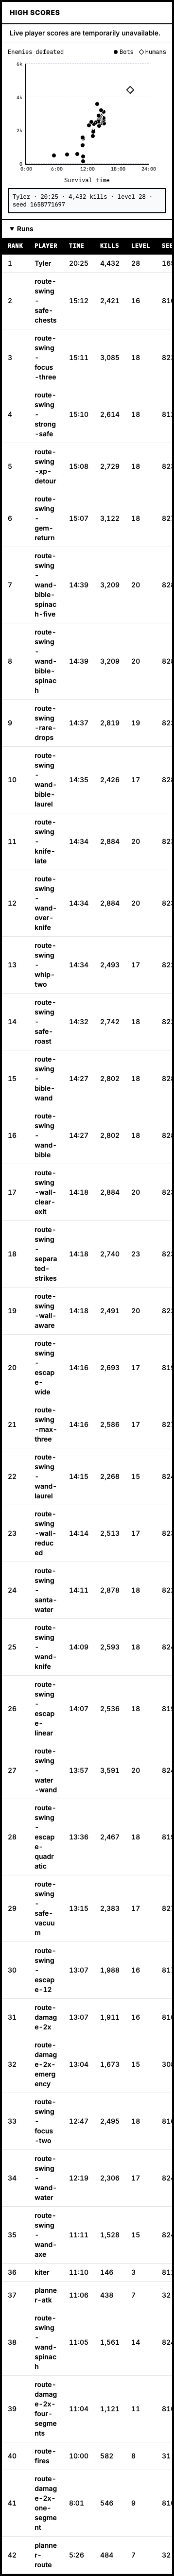 HIGH SCORES
Live player scores are temporarily unavailable.
Enemies defeated
Bots
Humans
6k
4k
2k
0
0:00
6:00
12:00
18:00
24:00
Survival time
Tyler · 20:25 · 4,432 kills · level 28 ·
seed 1658771697
Runs
RANK PLAYER TIME KILLS LEVEL SEE
1 Tyler 20:25 4,432 28
2 route-swing-safe-chests 15:12 2,421 16
3 route-swing-focus-three 15:11 3,085 18
4 route-swing-strong-safe 15:10 2,614 18
5 route-swing-xp-detour 15:08 2,729 18
6 route-swing-gem-return 15:07 3,122 18
7 route-swing-wand-bible-spinach-five 14:39 3,209 20
8 route-swing-wand-bible-spinach 14:39 3,209 20
9 route-swing-rare-drops 14:37 2,819 19
10 route-swing-wand-bible-laurel 14:35 2,426 17
11 route-swing-knife-late 14:34 2,884 20
12 route-swing-wand-over-knife 14:34 2,884 20
13 route-swing-whip-two 14:33 2,493 17
14 route-swing-safe-roast 14:32 2,742 18
15 route-swing-bible-wand 14:27 2,802 18
16 route-swing-wand-bible 14:27 2,802 18
17 route-swing-wall-clear-exit 14:18 2,884 20
18 route-swing-separated-strikes 14:18 2,740 23
19 route-swing-wall-aware 14:18 2,491 20
20 route-swing-escape-wide 14:16 2,693 17
21 route-swing-max-three 14:16 2,586 17
22 route-swing-wand-laurel 14:15 2,268 15
23 route-swing-wall-reduced 14:14 2,513 17
24 route-swing-santa-water 14:11 2,878 18
25 route-swing-wand-knife 14:09 2,593 18
26 route-swing-escape-linear 14:07 2,536 18
27 route-swing-water-wand 13:57 3,591 20
28 route-swing-escape-quadratic 13:36 2,467 18
29 route-swing-safe-vacuum 13:15 2,383 17
30 route-swing-escape-12 13:07 1,988 16
31 route-damage-2x 13:07 1,911 16
32 route-damage-2x-emergency 13:04 1,673 15
33 route-swing-focus-two 12:47 2,495 18
34 route-swing-wand-water 12:19 2,306 17
35 route-swing-wand-axe 11:11 1,528 15
36 kiter 11:10 146 3
37 planner-atk 11:06 438 7
38 route-swing-wand-spinach 11:05 1,561 14
39 route-damage-2x-four-segments 11:04 1,121 11
40 route-fires 10:00 582 8
41 route-damage-2x-one-segment 8:01 546 9
42 planner-route 5:26 484 7